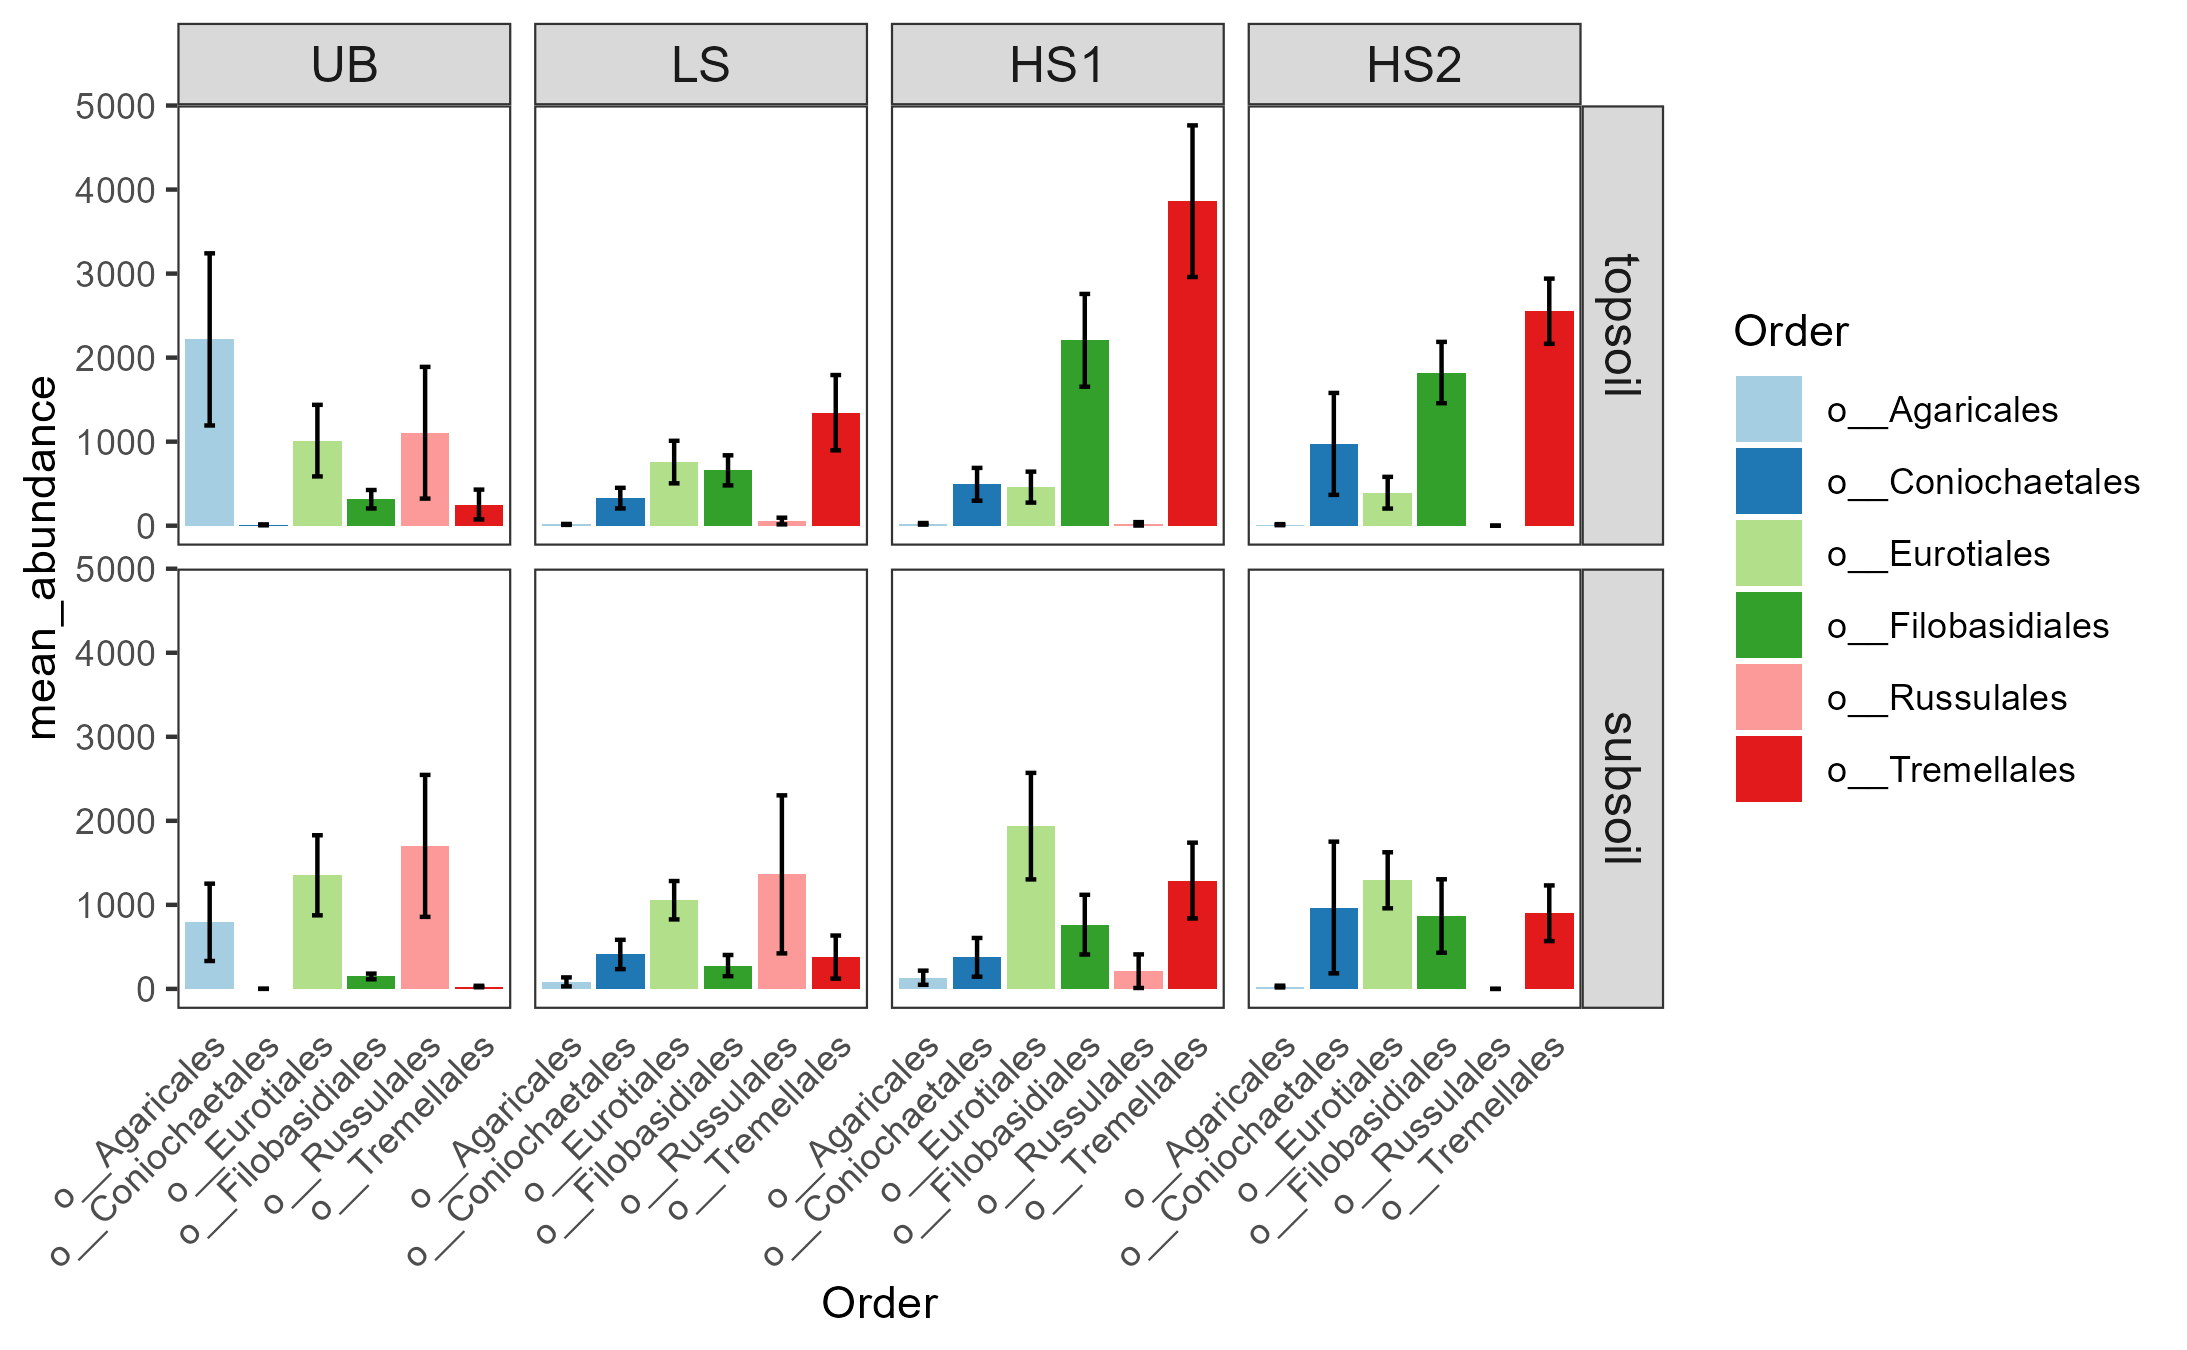 UB LS HS1 HS2
5000
4000
3000
2000
1000
0
topsoil
5000
4000
3000
2000
1000
0
subsoil
mean_abundance
o__Agaricales
o__Coniochaetales
o__Eurotiales
o__Filobasidiales
o__Russulales
o__Tremellales
o__Agaricales
o__Coniochaetales
o__Eurotiales
o__Filobasidiales
o__Russulales
o__Tremellales
o__Agaricales
o__Coniochaetales
o__Eurotiales
o__Filobasidiales
o__Russulales
o__Tremellales
o__Agaricales
o__Coniochaetales
o__Eurotiales
o__Filobasidiales
o__Russulales
o__Tremellales
Order
Order
o__Agaricales
o__Coniochaetales
o__Eurotiales
o__Filobasidiales
o__Russulales
o__Tremellales